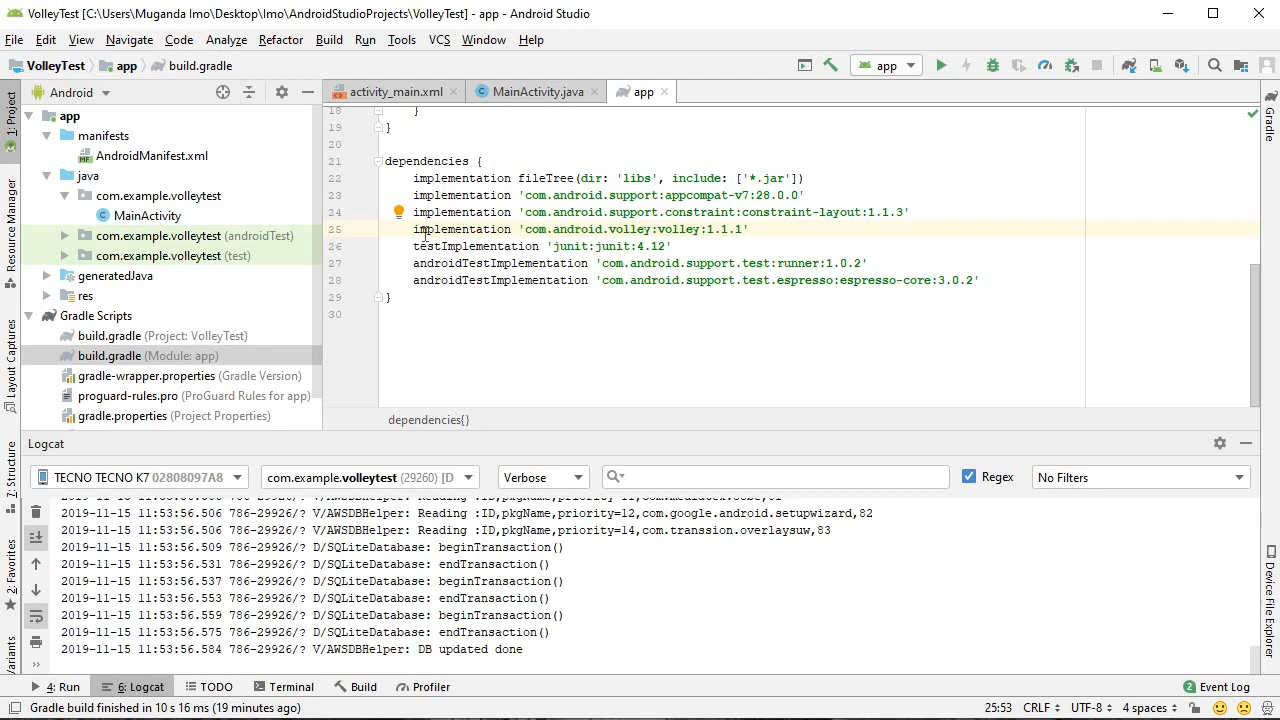 VolleyTest [C:\Users\Muganda Imo\Desktop\Imo\AndroidStudioProjects\VolleyTest] - app - Android Studio
File Edit View Navigate Code Analyze Refactor Build Run Tools VCS Window Help
VolleyTest app build.gradle app
Android activity_main.xml MainActivity.java app
1: Project
Resource Manager
Layout Captures
Z: Structure
2: Favorites
Gradle
Device File Explorer
app
manifests
AndroidManifest.xml
java
com.example.volleytest
MainActivity
com.example.volleytest (androidTest)
com.example.volleytest (test)
generatedJava
res
Gradle Scripts
build.gradle (Project: VolleyTest)
build.gradle (Module: app)
gradle-wrapper.properties (Gradle Version)
proguard-rules.pro (ProGuard Rules for app)
gradle.properties (Project Properties)
18 }
19 }
20
21 dependencies {
22 implementation fileTree(dir: 'libs', include: ['*.jar'])
23 implementation 'com.android.support:appcompat-v7:28.0.0'
24 implementation 'com.android.support.constraint:constraint-layout:1.1.3'
25 implementation 'com.android.volley:volley:1.1.1'
26 testImplementation 'junit:junit:4.12'
27 androidTestImplementation 'com.android.support.test:runner:1.0.2'
28 androidTestImplementation 'com.android.support.test.espresso:espresso-core:3.0.2'
29 }
30
dependencies{}
Logcat
TECNO TECNO K7 02808097A8 com.example.volleytest (29260) [D Verbose Regex No Filters
2019-11-15 11:53:56.506 786-29926/? V/AWSDBHelper: Reading :ID,pkgName,priority=12,com.google.android.setupwizard,82
2019-11-15 11:53:56.506 786-29926/? V/AWSDBHelper: Reading :ID,pkgName,priority=14,com.transsion.overlaysuw,83
2019-11-15 11:53:56.509 786-29926/? D/SQLiteDatabase: beginTransaction()
2019-11-15 11:53:56.531 786-29926/? D/SQLiteDatabase: endTransaction()
2019-11-15 11:53:56.537 786-29926/? D/SQLiteDatabase: beginTransaction()
2019-11-15 11:53:56.553 786-29926/? D/SQLiteDatabase: endTransaction()
2019-11-15 11:53:56.559 786-29926/? D/SQLiteDatabase: beginTransaction()
2019-11-15 11:53:56.575 786-29926/? D/SQLiteDatabase: endTransaction()
2019-11-15 11:53:56.584 786-29926/? V/AWSDBHelper: DB updated done
4: Run 6: Logcat TODO Terminal Build Profiler 2 Event Log
Gradle build finished in 10 s 16 ms (19 minutes ago) 25:53 CRLF UTF-8 4 spaces